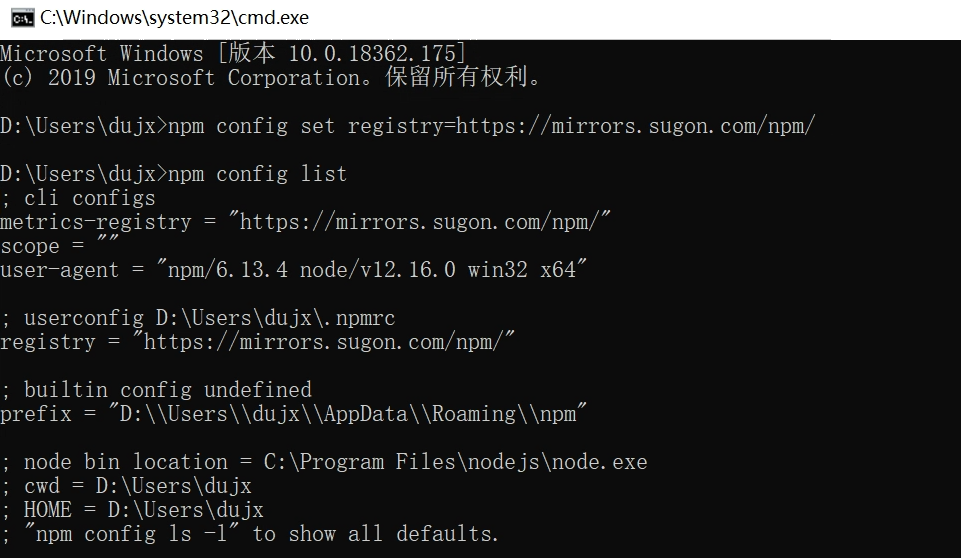 C:\Windows\system32\cmd.exe
Microsoft Windows [版本 10.0.18362.175]
(c) 2019 Microsoft Corporation。保留所有权利。
D:\Users\dujx>npm config set registry=https://mirrors.sugon.com/npm/
D:\Users\dujx>npm config list
; cli configs
metrics-registry = "https://mirrors.sugon.com/npm/"
scope = ""
user-agent = "npm/6.13.4 node/v12.16.0 win32 x64"
; userconfig D:\Users\dujx\.npmrc
registry = "https://mirrors.sugon.com/npm/"
; builtin config undefined
prefix = "D:\\Users\\dujx\\AppData\\Roaming\\npm"
; node bin location = C:\Program Files\nodejs\node.exe
; cwd = D:\Users\dujx
; HOME = D:\Users\dujx
; "npm config ls -l" to show all defaults.